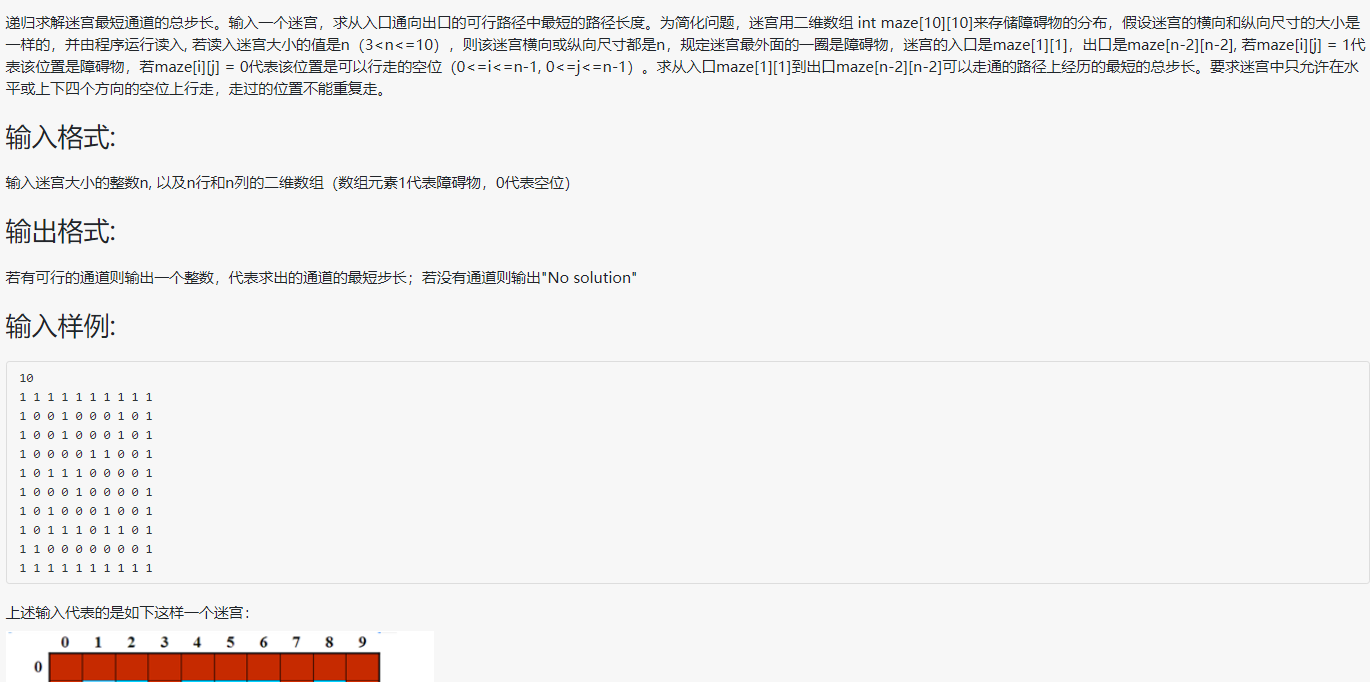 递归求解迷宫最短通道的总步长。输入一个迷宫，求从入口通向出口的可行路径中最短的路径长度。为简化问题，迷宫用二维数组 int maze[10][10]来存储障碍物的分布，假设迷宫的横向和纵向尺寸的大小是
一样的，并由程序运行读入, 若读入迷宫大小的值是n（3<n<=10），则该迷宫横向或纵向尺寸都是n，规定迷宫最外面的一圈是障碍物，迷宫的入口是maze[1][1]，出口是maze[n-2][n-2], 若maze[i][j] = 1代
表该位置是障碍物，若maze[i][j] = 0代表该位置是可以行走的空位（0<=i<=n-1, 0<=j<=n-1）。求从入口maze[1][1]到出口maze[n-2][n-2]可以走通的路径上经历的最短的总步长。要求迷宫中只允许在水
平或上下四个方向的空位上行走，走过的位置不能重复走。
输入格式:
输入迷宫大小的整数n, 以及n行和n列的二维数组（数组元素1代表障碍物，0代表空位）
输出格式:
若有可行的通道则输出一个整数，代表求出的通道的最短步长；若没有通道则输出"No solution"
输入样例:
10
1 1 1 1 1 1 1 1 1 1
1 0 0 1 0 0 0 1 0 1
1 0 0 1 0 0 0 1 0 1
1 0 0 0 0 1 1 0 0 1
1 0 1 1 1 0 0 0 0 1
1 0 0 0 1 0 0 0 0 1
1 0 1 0 0 0 1 0 0 1
1 0 1 1 1 0 1 1 0 1
1 1 0 0 0 0 0 0 0 1
1 1 1 1 1 1 1 1 1 1
上述输入代表的是如下这样一个迷宫：
0 1 2 3 4 5 6 7 8 9
0